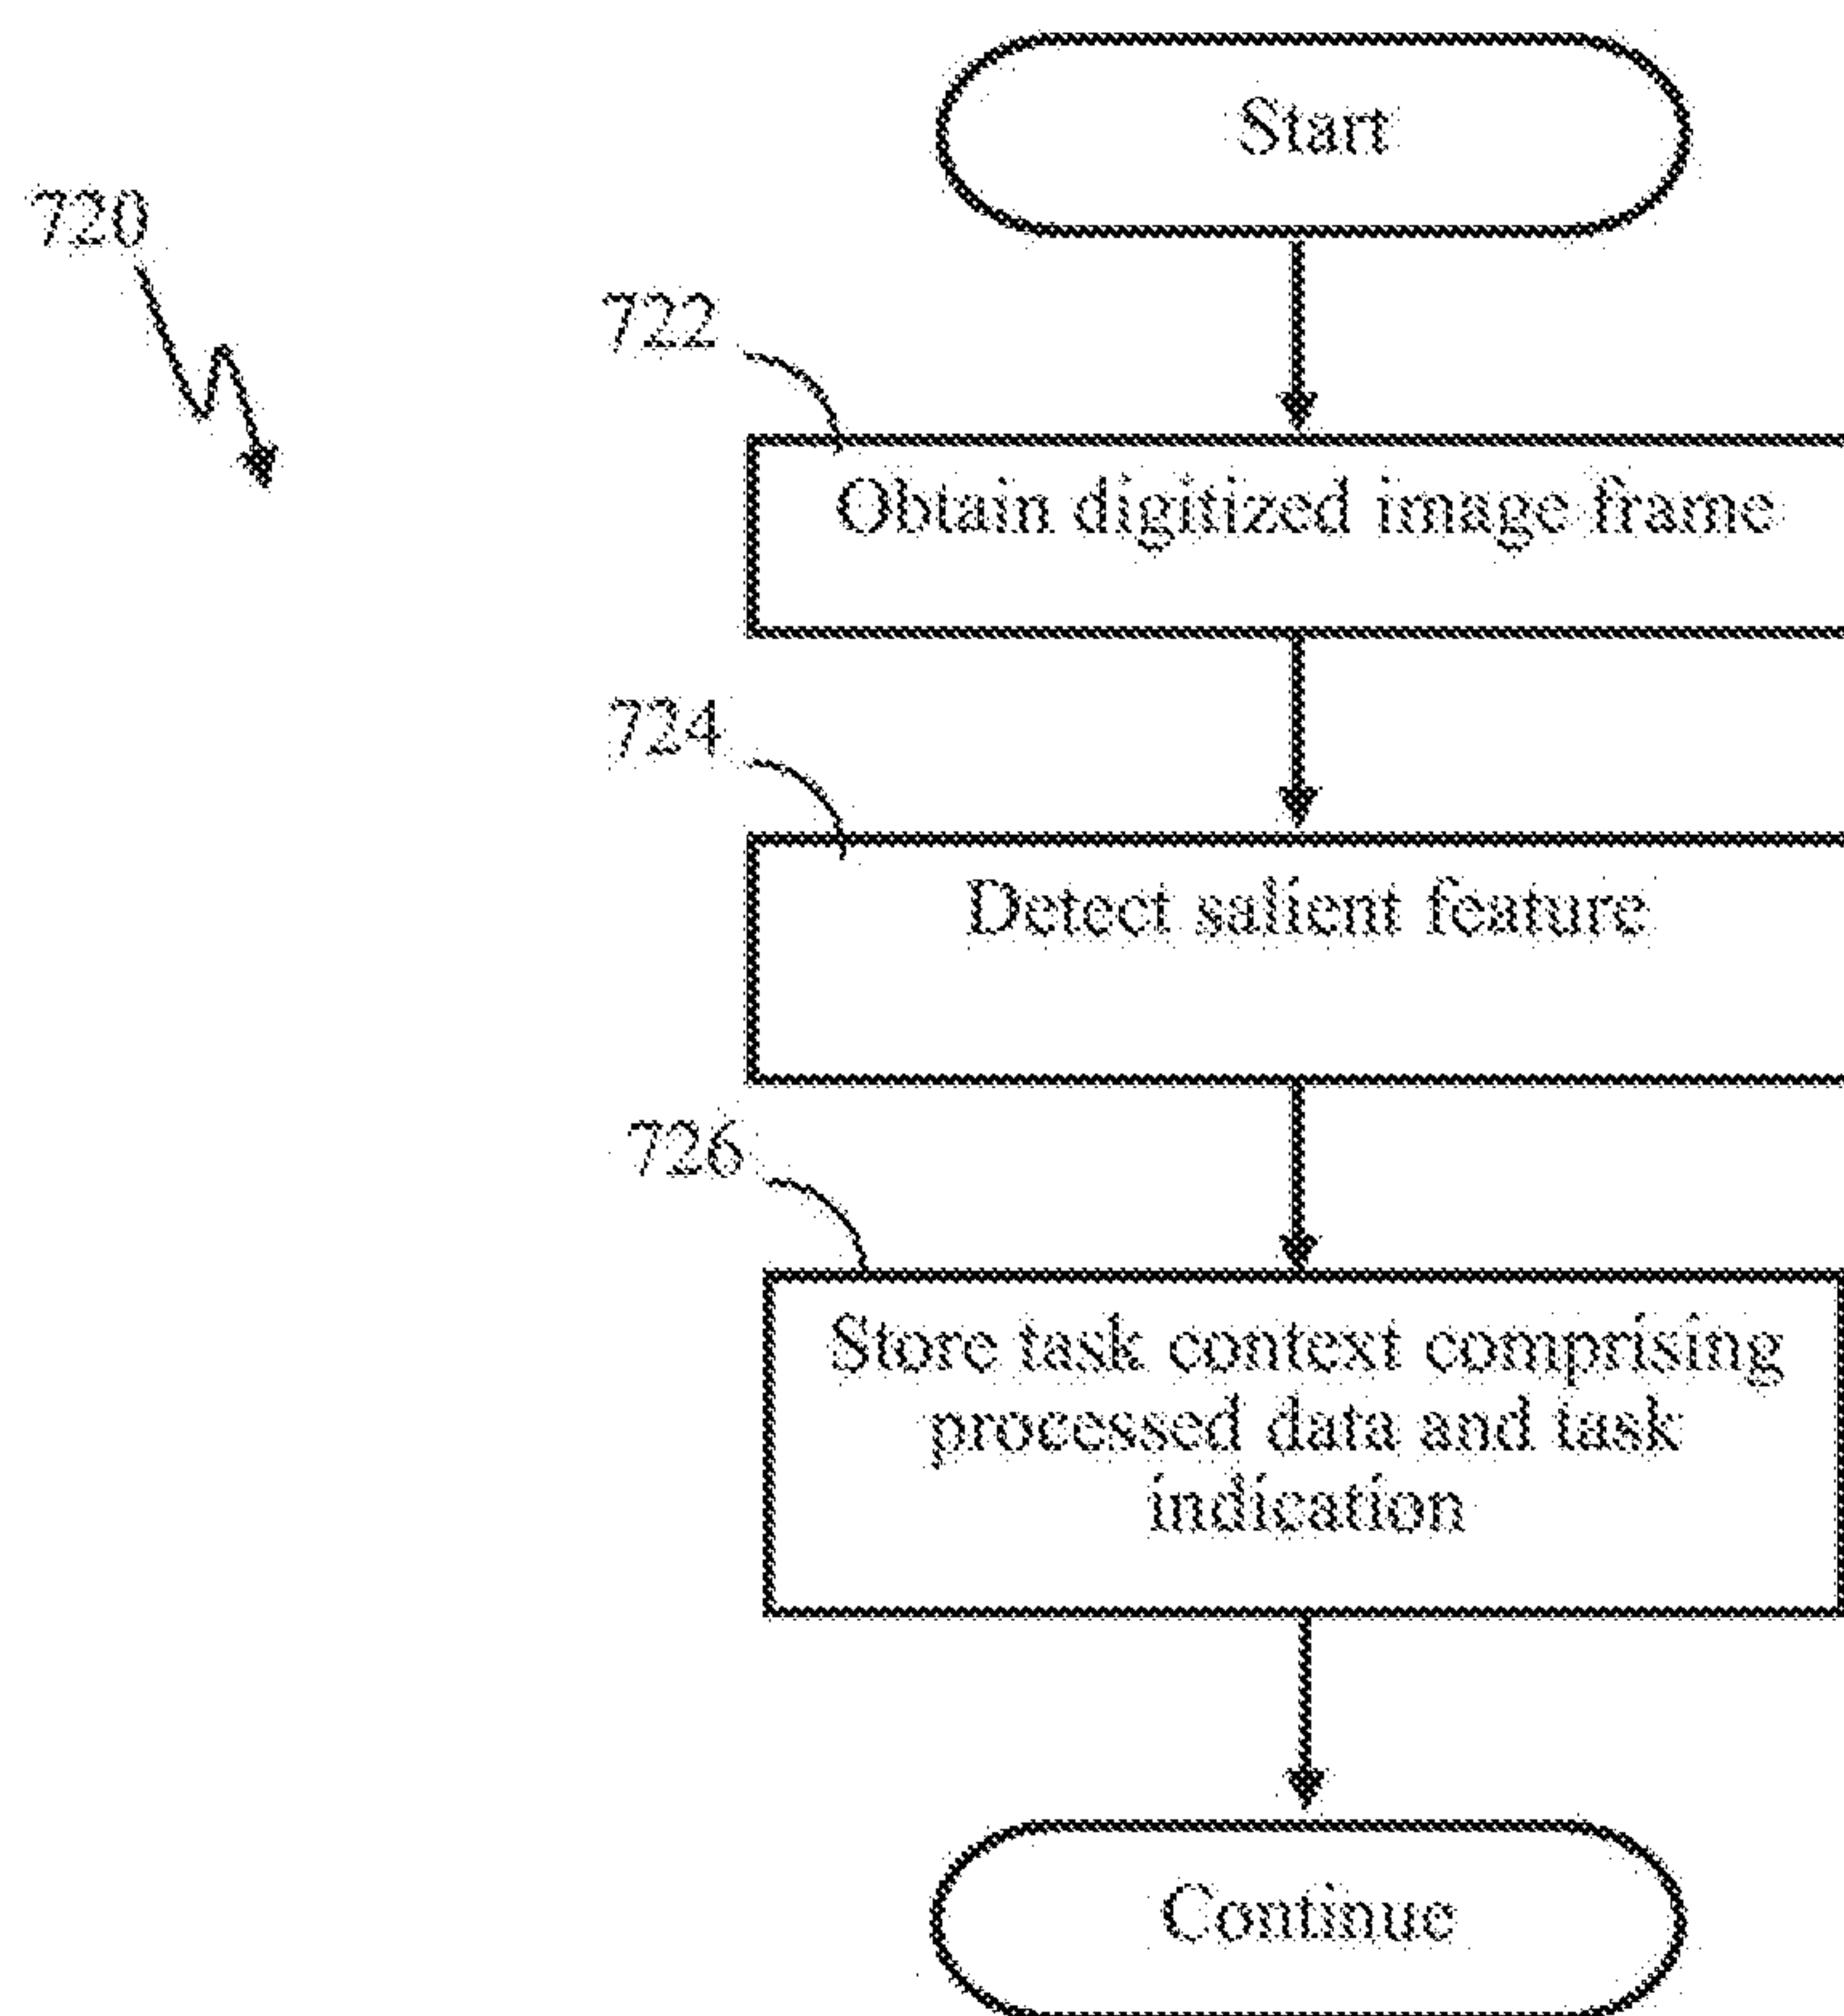 Start
720
722
Obtain digitized image frame
724
Detect salient feature
726
Store task context comprising
processed data and task
indication
Continue